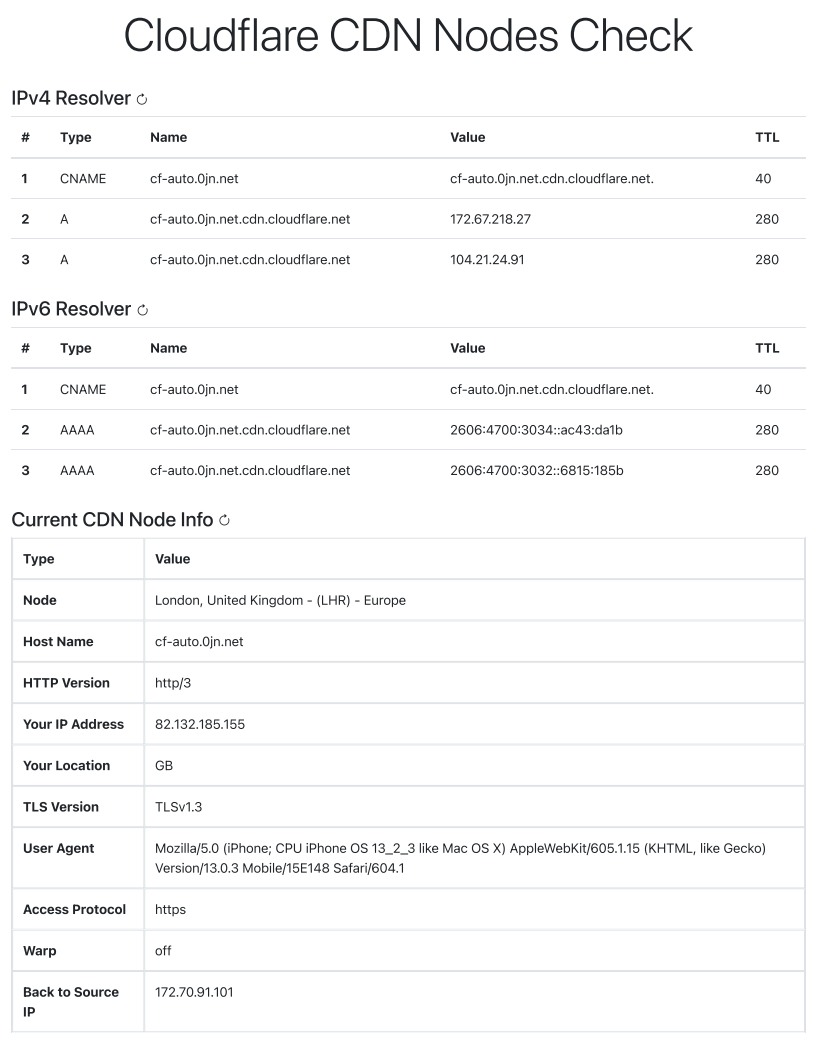 Cloudflare CDN Nodes Check
IPv4 Resolver
# Type Name Value TTL
1 CNAME cf-auto.0jn.net cf-auto.0jn.net.cdn.cloudflare.net. 40
2 A cf-auto.0jn.net.cdn.cloudflare.net 172.67.218.27 280
3 A cf-auto.0jn.net.cdn.cloudflare.net 104.21.24.91 280
IPv6 Resolver
# Type Name Value TTL
1 CNAME cf-auto.0jn.net cf-auto.0jn.net.cdn.cloudflare.net. 40
2 AAAA cf-auto.0jn.net.cdn.cloudflare.net 2606:4700:3034::ac43:da1b 280
3 AAAA cf-auto.0jn.net.cdn.cloudflare.net 2606:4700:3032::6815:185b 280
Current CDN Node Info
Type Value
Node London, United Kingdom - (LHR) - Europe
Host Name cf-auto.0jn.net
HTTP Version http/3
Your IP Address 82.132.185.155
Your Location GB
TLS Version TLSv1.3
User Agent Mozilla/5.0 (iPhone; CPU iPhone OS 13_2_3 like Mac OS X) AppleWebKit/605.1.15 (KHTML, like Gecko)
Version/13.0.3 Mobile/15E148 Safari/604.1
Access Protocol https
Warp off
Back to Source 172.70.91.101
IP